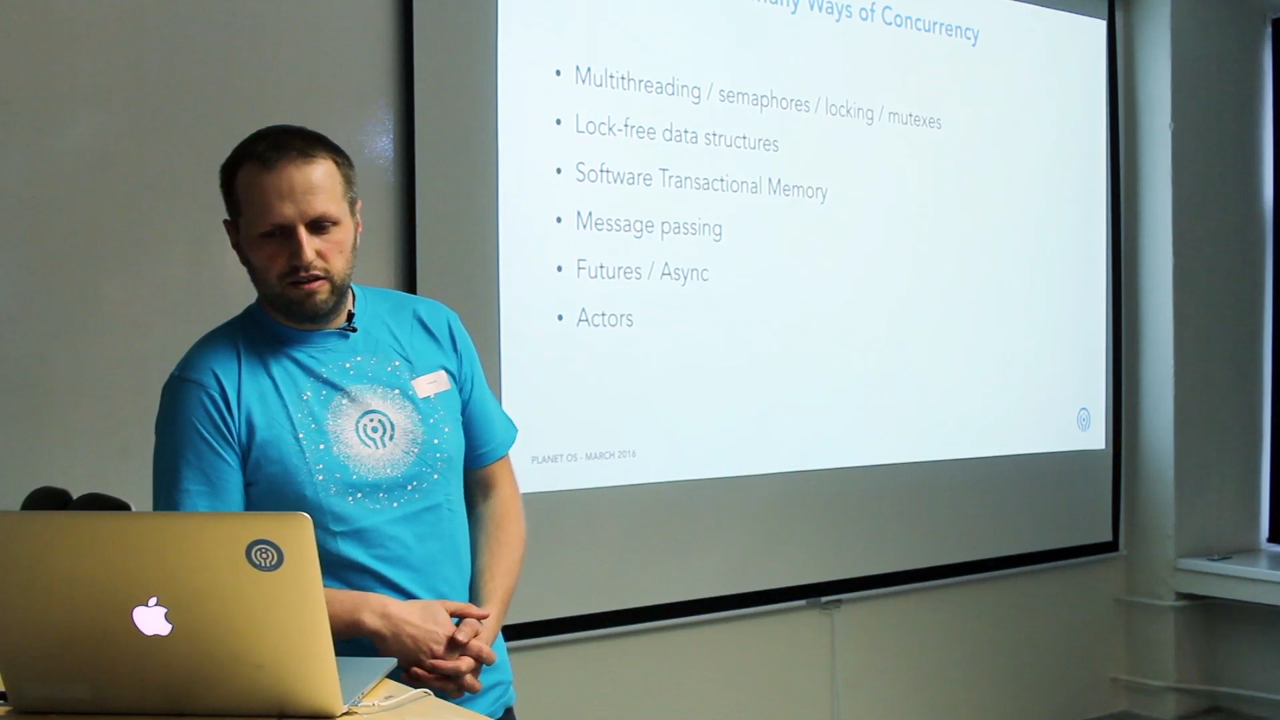 Ways of Concurrency
• Multithreading / semaphores / locking / mutexes
• Lock-free data structures
• Software Transactional Memory
• Message passing
• Futures / Async
• Actors
PLANET OS - MARCH 2016